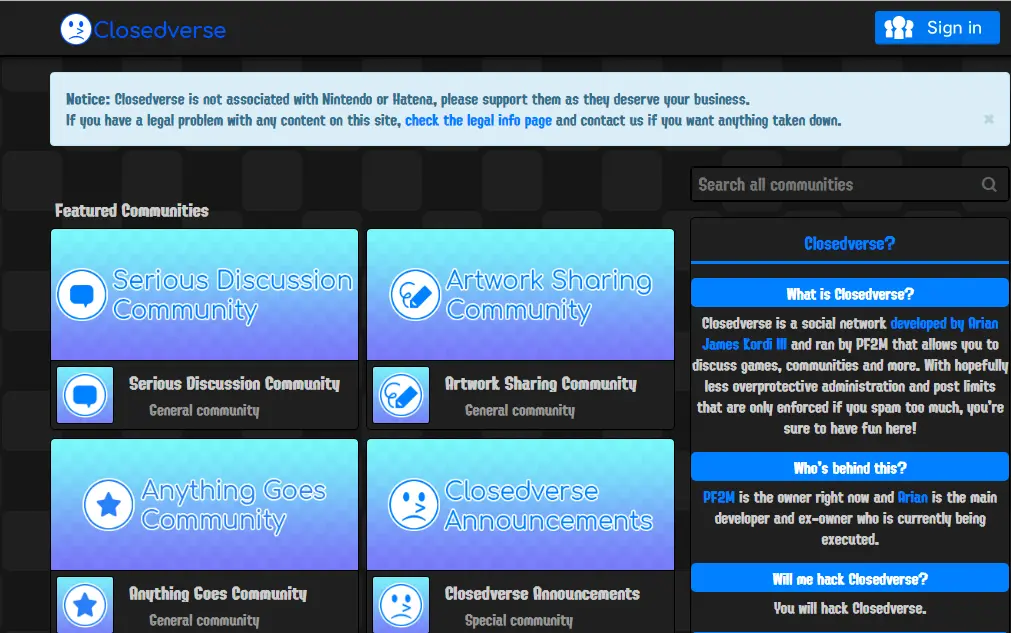 Closedverse
Sign in
Notice: Closedverse is not associated with Nintendo or Hatena, please support them as they deserve your business.
If you have a legal problem with any content on this site, check the legal info page and contact us if you want anything taken down.
×
Search all communities
Featured Communities
Serious Discussion
Community
Artwork Sharing
Community
Serious Discussion Community
General community
Artwork Sharing Community
General community
Anything Goes
Community
Closedverse
Announcements
Anything Goes Community
General community
Closedverse Announcements
Special community
Closedverse?
What is Closedverse?
Closedverse is a social network developed by Arian
James Kordi III and ran by PF2M that allows you to
discuss games, communities and more. With hopefully
less overprotective administration and post limits
that are only enforced if you spam too much, you're
sure to have fun here!
Who's behind this?
PF2M is the owner right now and Arian is the main
developer and ex-owner who is currently being
executed.
Will me hack Closedverse?
You will hack Closedverse.